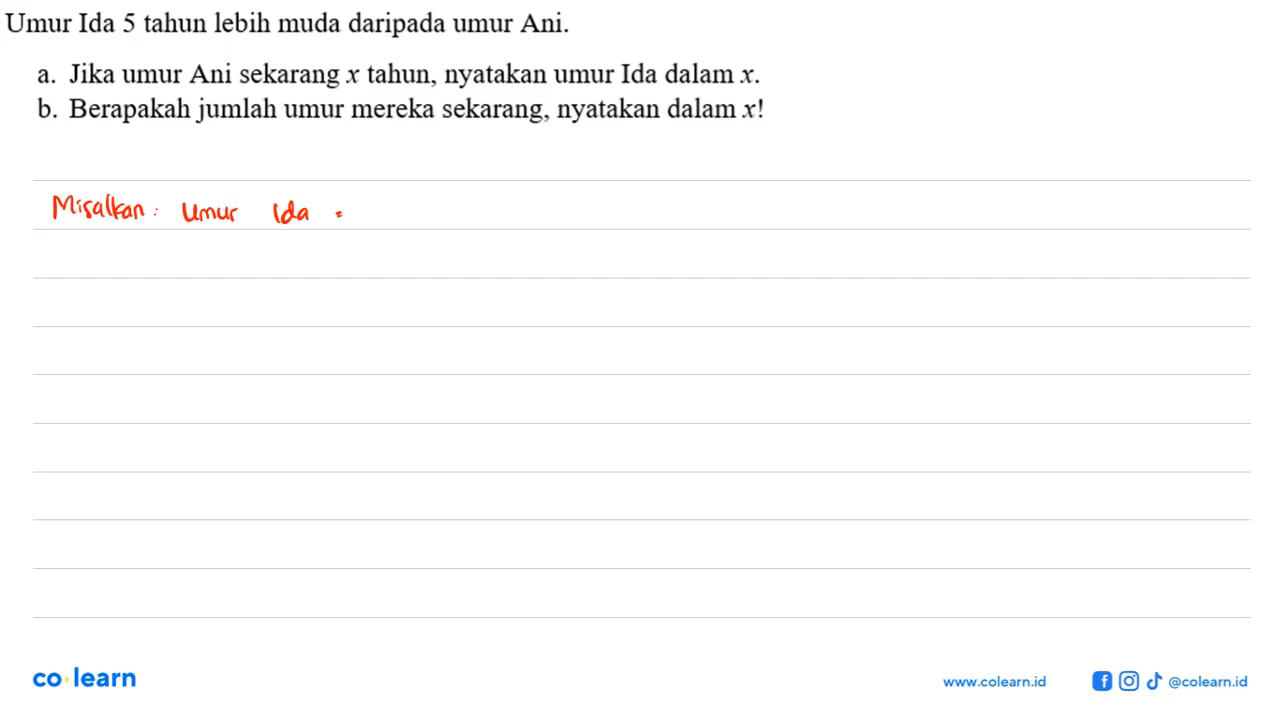 Umur Ida 5 tahun lebih muda daripada umur Ani.
a. Jika umur Ani sekarang x tahun, nyatakan umur Ida dalam x.
b. Berapakah jumlah umur mereka sekarang, nyatakan dalam x!
Misalkan: Umur Ida =
co learn
www.colearn.id @colearn.id